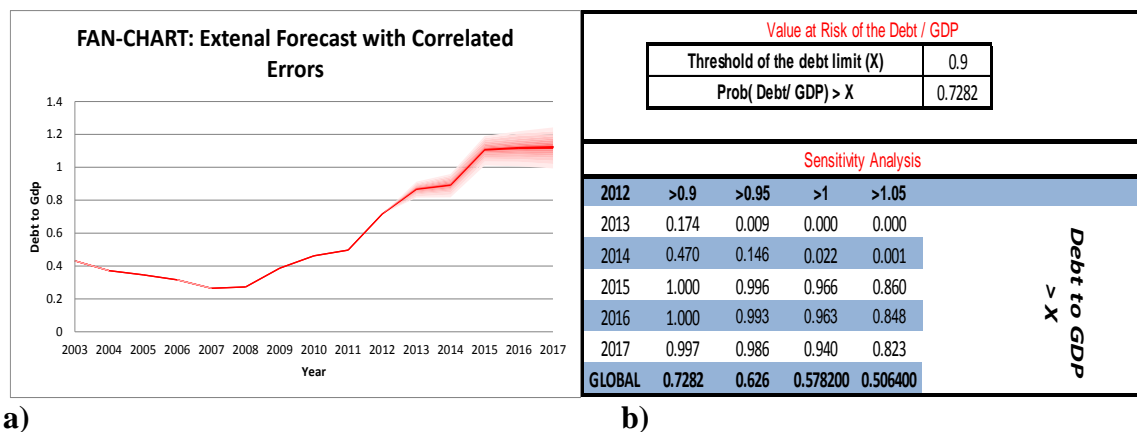 FAN-CHART: Extenal Forecast with Correlated
Errors
Debt to Gdp
1.4
1.2
1
0.8
0.6
0.4
0.2
0
2003 2004 2005 2006 2007 2008 2009 2010 2011 2012 2013 2014 2015 2016 2017
Year
a)
Value at Risk of the Debt / GDP
Threshold of the debt limit (X) 0.9
Prob( Debt/ GDP) > X 0.7282
Sensitivity Analysis
2012 >0.9 >0.95 >1 >1.05
2013 0.174 0.009 0.000 0.000
2014 0.470 0.146 0.022 0.001
2015 1.000 0.996 0.966 0.860
2016 1.000 0.993 0.963 0.848
2017 0.997 0.986 0.940 0.823
GLOBAL 0.7282 0.626 0.578200 0.506400
Debt to GDP
> X
b)